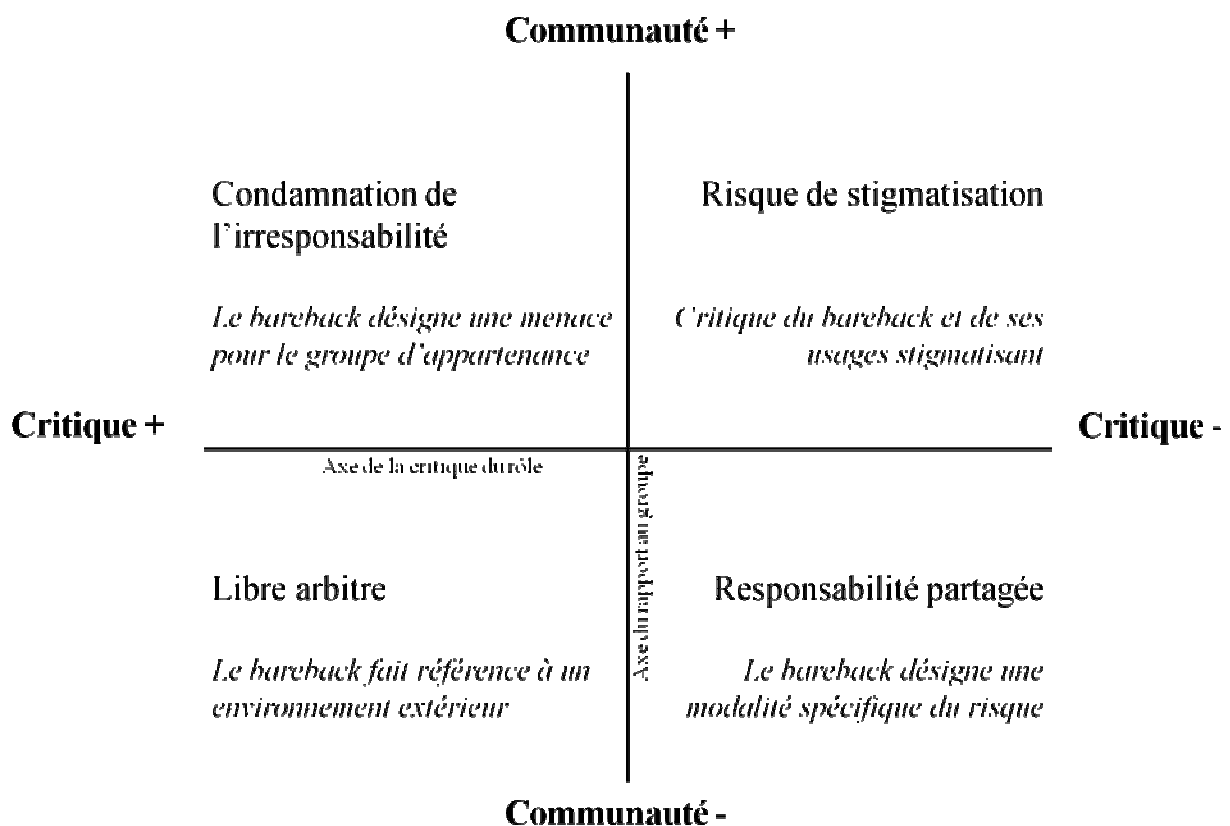 Communauté +
Condamnation de
l'irresponsabilité
Risque de stigmatisation
Le bareback désigne une menace
pour le groupe d'appartenance
Critique du bareback et de ses
usages stigmatisant
Critique +
Critique -
Axe de la critique du rôle
Axe du rapport au groupe
Libre arbitre
Responsabilité partagée
Le bareback fait référence à un
environnement extérieur
Le bareback désigne une
modalité spécifique du risque
Communauté -